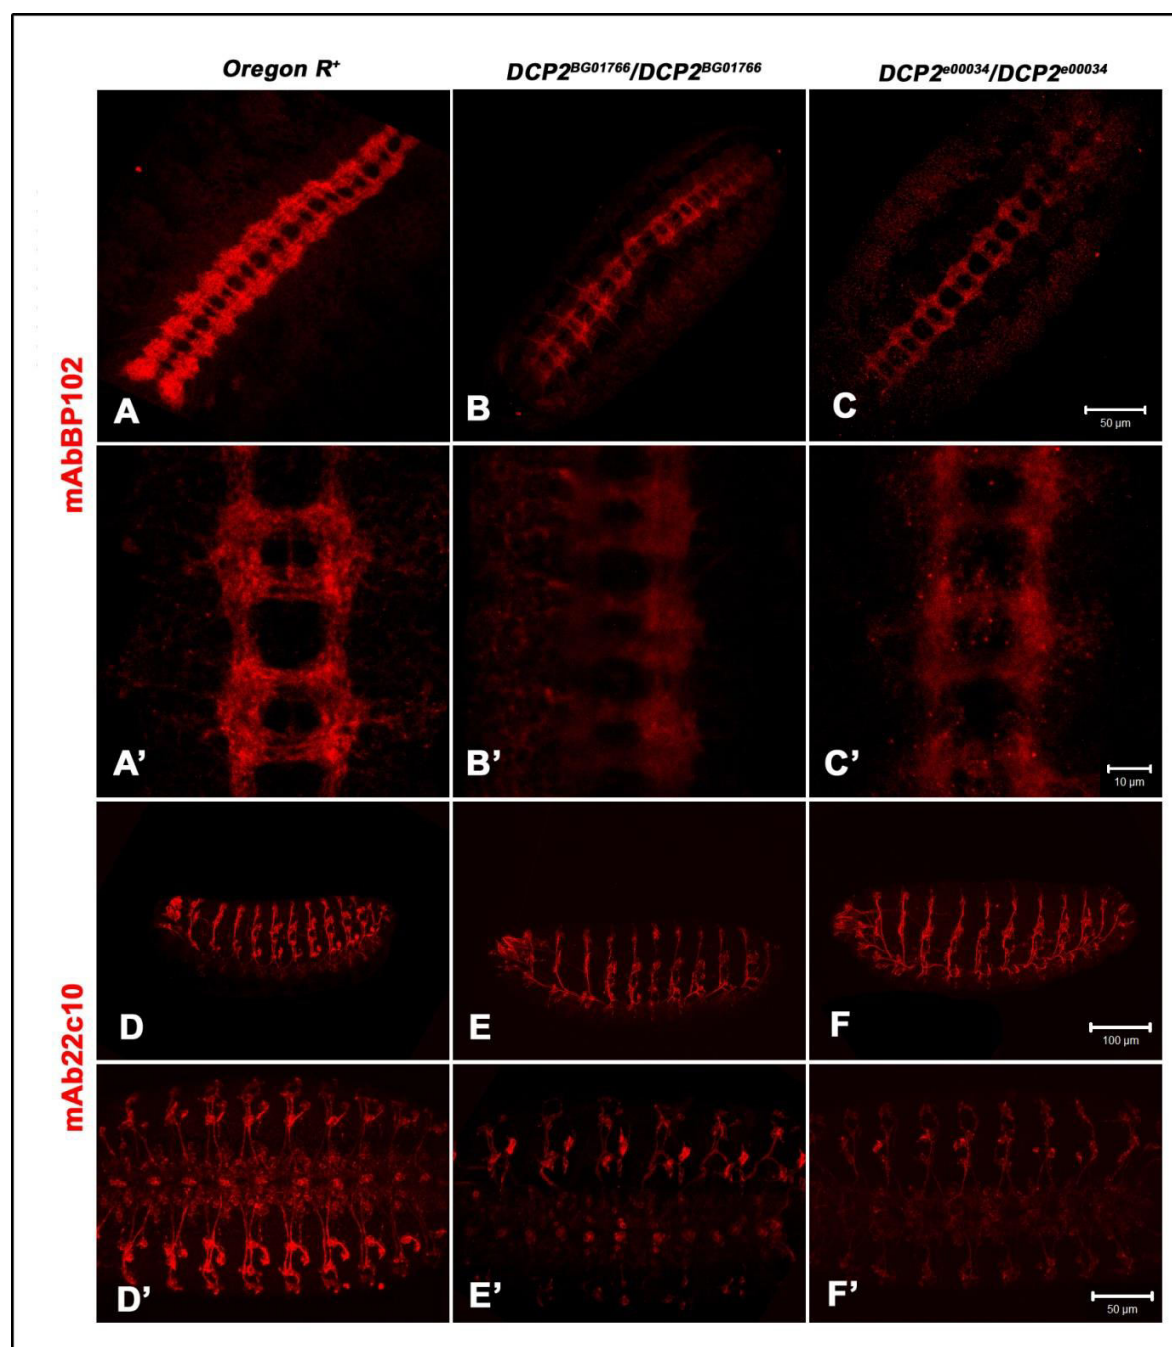 Oregon R⁺ DCP2ᴮᴳ⁰¹⁷⁶⁶/DCP2ᴮᴳ⁰¹⁷⁶⁶ DCP2ᵉ⁰⁰⁰³⁴/DCP2ᵉ⁰⁰⁰³⁴
mAbBP102
A B C
50 µm
A’ B’ C’
10 µm
mAb22c10
D E F
100 µm
D’ E’ F’
50 µm